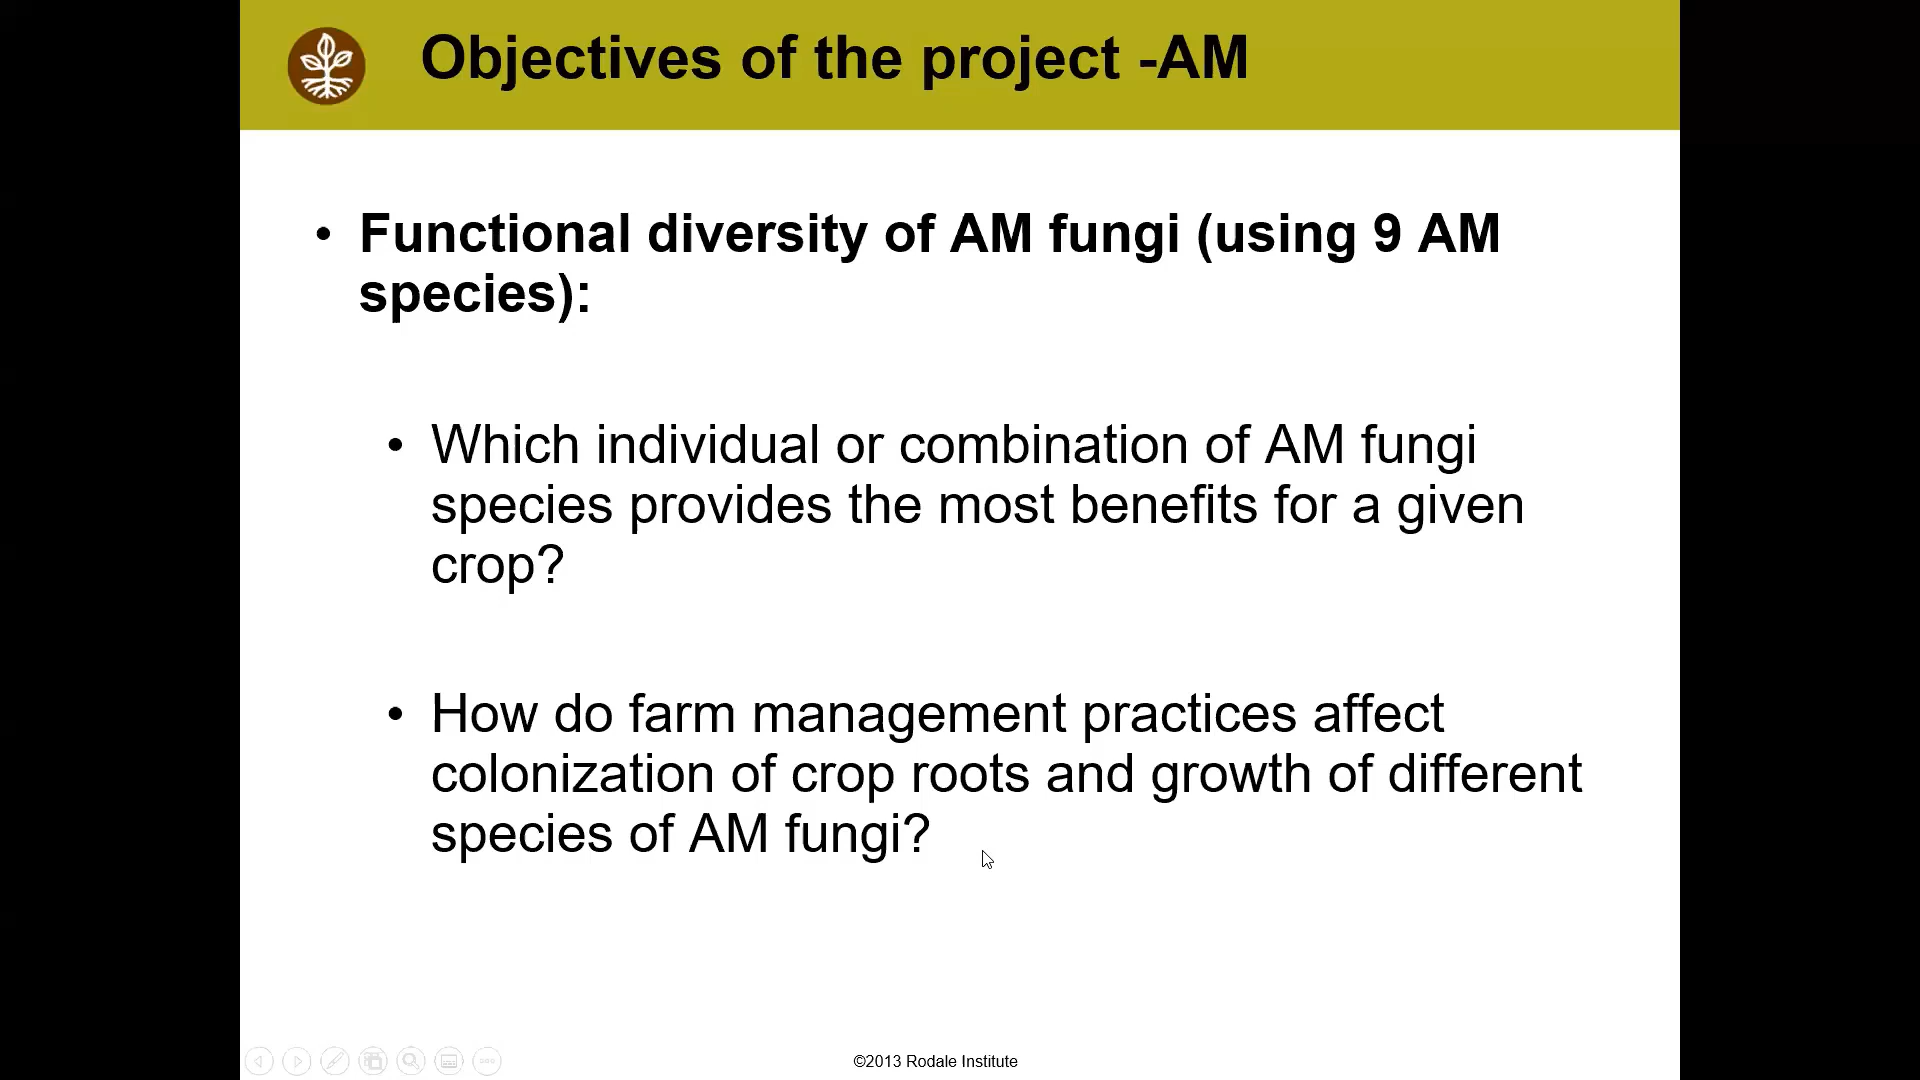 Objectives of the project -AM
• Functional diversity of AM fungi (using 9 AM
species):
• Which individual or combination of AM fungi
species provides the most benefits for a given
crop?
• How do farm management practices affect
colonization of crop roots and growth of different
species of AM fungi?
©2013 Rodale Institute